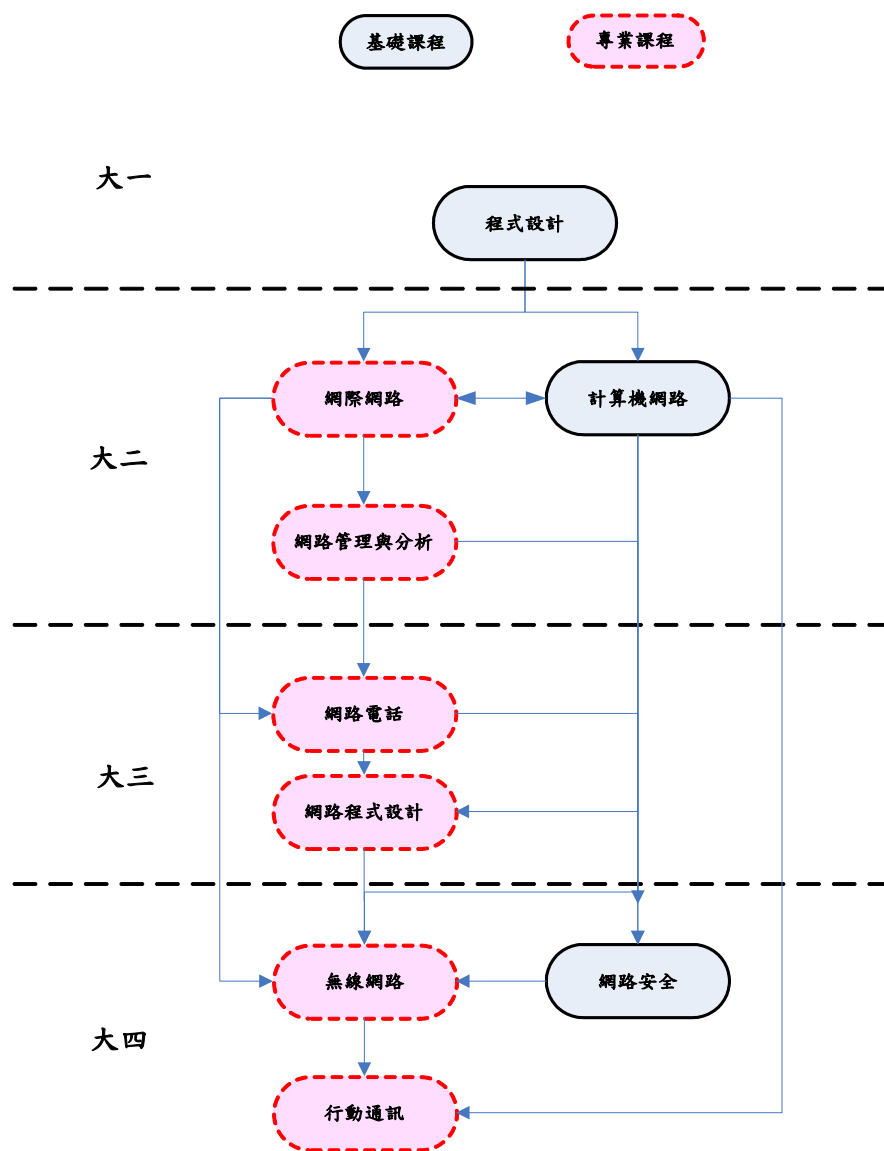 基礎課程
專業課程
大一
程式設計
網際網路
計算機網路
大二
網路管理與分析
網路電話
大三
網路程式設計
無線網路
網路安全
大四
行動通訊